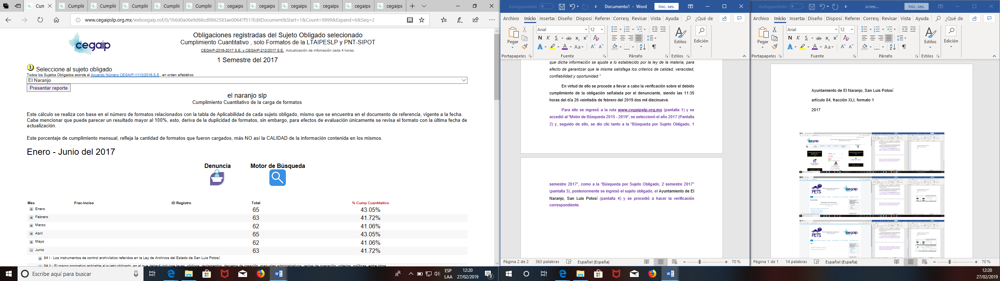 Cun
Cumplir
Cumplir
Cumplir
Cumplir
Cumplir
cegaips
cegaips
cegaips
cegaips
cegaips
cegaips
www.cegaipslp.org.mx/webcegaip.nsf/0/1b6d0a06e9d66cd0862583ae00647f51?EditDocument&Start=1&Count=9999&Expand=6&Seq=2
cegaip
Obligaciones registradas del Sujeto Obligado selecionado
Cumplimiento Cuantitativo , solo Formatos de la LTAIPESLP y PNT-SIPOT
CEGAIP-2016-2017 S.E. y CEGAIP-212/2017 S.E. Actualización de infomación cada 4 horas.
1 Semestre del 2017
1 Seleccione al sujeto obligado
Todos los Sujetos Obligados acorde al Acuerdo Número CEGAIP-1113/2016.S.E., en orden alfabético
El Naranjo
Presentar reporte
el naranjo slp
Cumplimiento Cuantitativo de la carga de formatos
Este cálculo se realiza con base en el número de formatos relacionados con la tabla de Aplicabilidad de cada sujeto obligado, mismo que se encuentra en el documento de referencia, vigente a la fecha.
Cabe mencionar que puede parecer un resultado mayor al 100%, esto, deriva de la duplicidad de formatos, sin embargo, para efectos de evaluación únicamente se revisa el formato con la última fecha de
actualización.
Este porcentaje de cumplimiento mensual, refleja la cantidad de formatos que fueron cargados, más NO así la CALIDAD de la información contenida en los mismos.
Enero - Junio del 2017
Denuncia Motor de Búsqueda
Mes Frac-Inciso ID Registro Total % Cump Cuantitativo
Enero 65 43.05%
Febrero 63 41.72%
Marzo 62 41.06%
Abril 65 43.05%
Mayo 62 41.06%
Junio 63 41.72%
84 I : Los instrumentos de control archivístico referidos en la Ley de Archivos del Estado de San Luis Potosí.
84 II : El marco normativo aplicable al sujeto obligado, en el que deberá incluirse leyes, códigos, reglamentos, decretos de creación, manuales administrativos, reglas de operación, criterios, políticas, entre otros.
Escribe aquí para buscar
ESP
LAA
12:20
27/02/2019
3
Autoguardado Documento1 - Word Inic. ses.
Archivo Inicio Insertar Diseño Disposi Referen Corresp Revisar Vista Ayuda ¿Qué de
Arial 12
Pegar
N K S ab x₂ x² Estilos Edición
Portapapeles Fuente Párrafo Estilos
que dicha información se ajuste a lo establecido por la ley de la materia, para
efecto de garantizar que la misma satisfaga los criterios de calidad, veracidad,
confiabilidad y oportunidad.”
En virtud de ello se procede a llevar a cabo la verificación sobre el debido
cumplimiento de la obligación señalada por el denunciante, siendo las 11:35
horas del día 26 veintiséis de febrero del 2019 dos mil diecinueve.
Para ello se ingresó a la ruta www.cegaipslp.org.mx (pantalla 1) y se
accedió al “Motor de Búsqueda 2015 - 2019”, se seleccionó el año 2017 (Pantalla
2) y, seguido de ello, se dio clic tanto a la “Búsqueda por Sujeto Obligado, 1
semestre 2017”, como a la “Búsqueda por Sujeto Obligado, 2 semestre 2017”
(pantalla 3), posteriormente se ingresó el sujeto obligado, el Ayuntamiento de El
Naranjo, San Luis Potosí (pantalla 4) y se procedió a hacer la verificación
correspondiente.
Página 2 de 2 363 palabras Español (España) 70 %
Autoguardado scree... Inic. ses.
Archivo Inicio Insertar Diseño Disposi Referen Corresp Revisar Vista Ayuda ¿Qué de
Arial 12
Pegar
N K S ab x₂ x² Estilos Edición
Portapapeles Fuente Párrafo Estilos
Ayuntamiento de El Naranjo, San Luis Potosí
artículo 84, fracción XLI, formato 1
2017
cegaip
PETS
PETS cegaip
PETS cegaip
Página 1 de 1 14 palabras Español (España) 70 %
12:20
27/02/2019